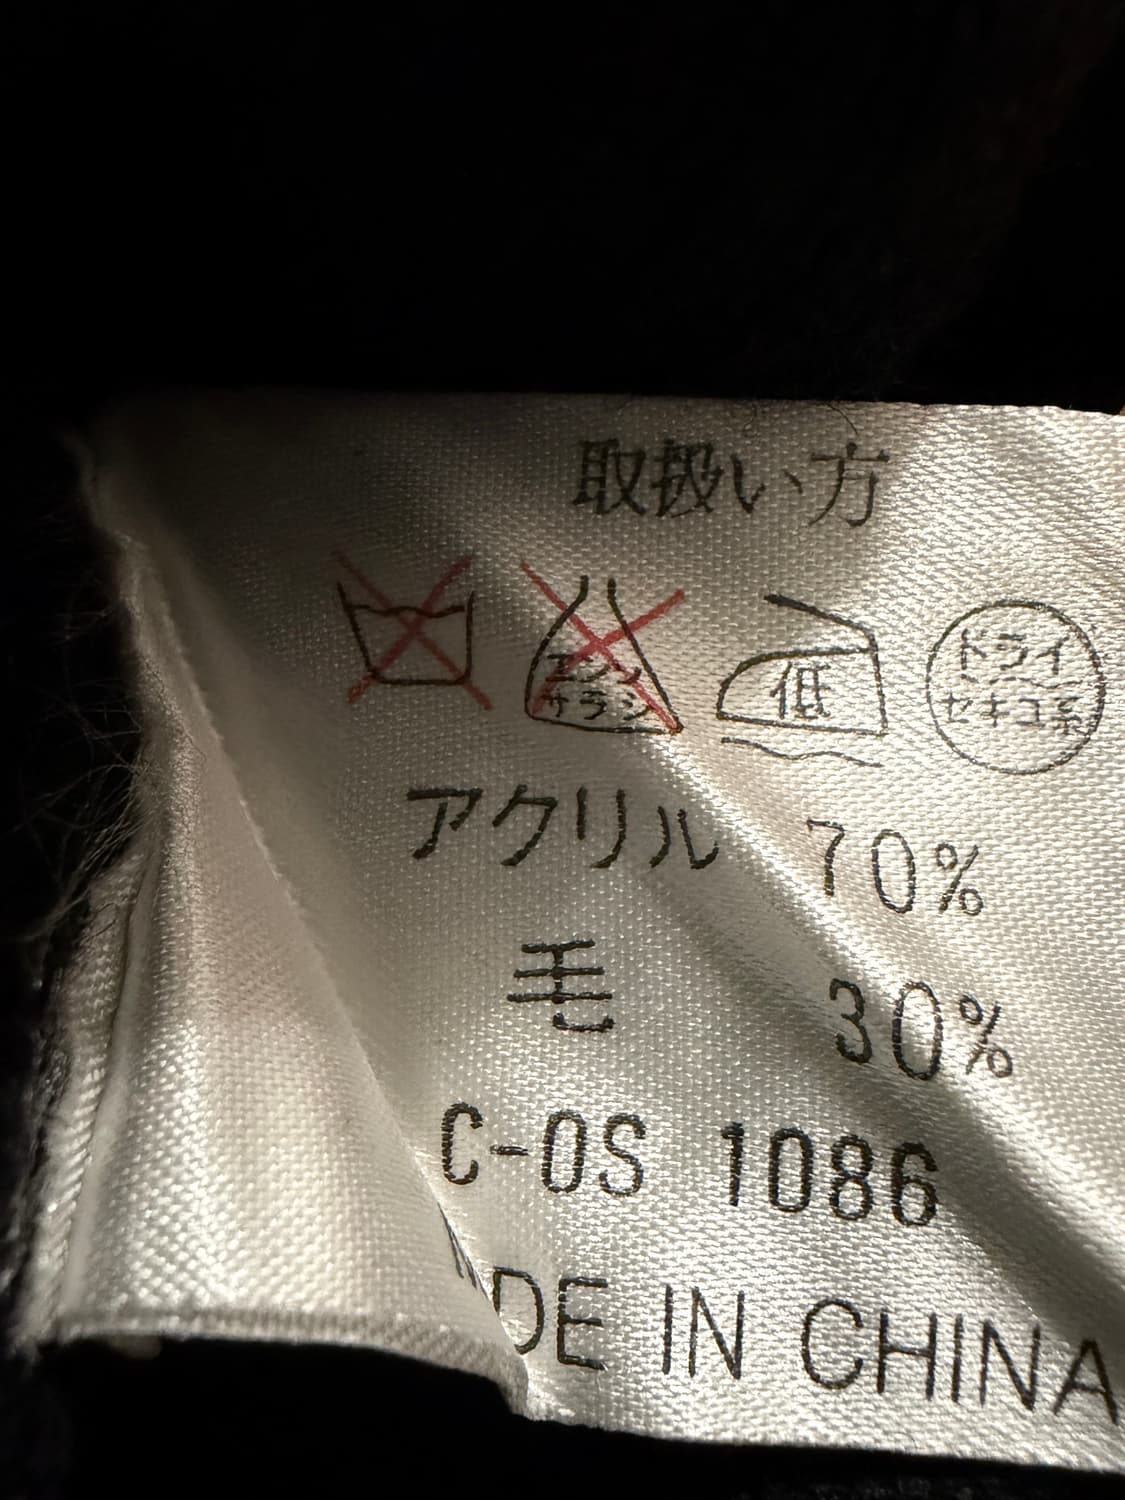 取扱い方
エンソ サラシ 低 ドライ セキユ系
アクリル 70%
毛 30%
C-OS 1086
DE IN CHINA